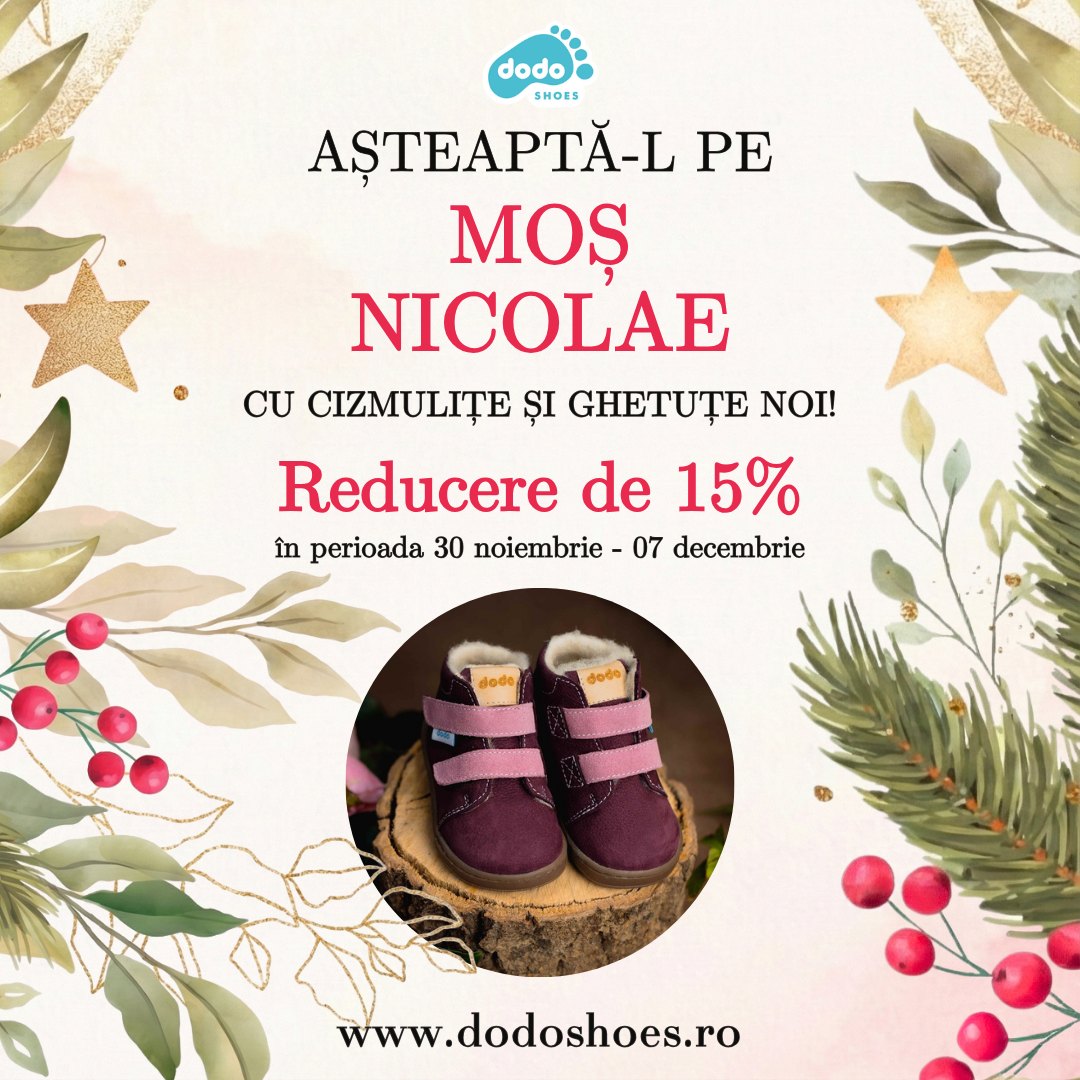 dodo
SHOES
AȘTEAPTĂ-L PE
MOȘ
NICOLAE
CU CIZMULIȚE ȘI GHETUȚE NOI!
Reducere de 15%
în perioada 30 noiembrie - 07 decembrie
dodo
dodo
dodo
www.dodoshoes.ro